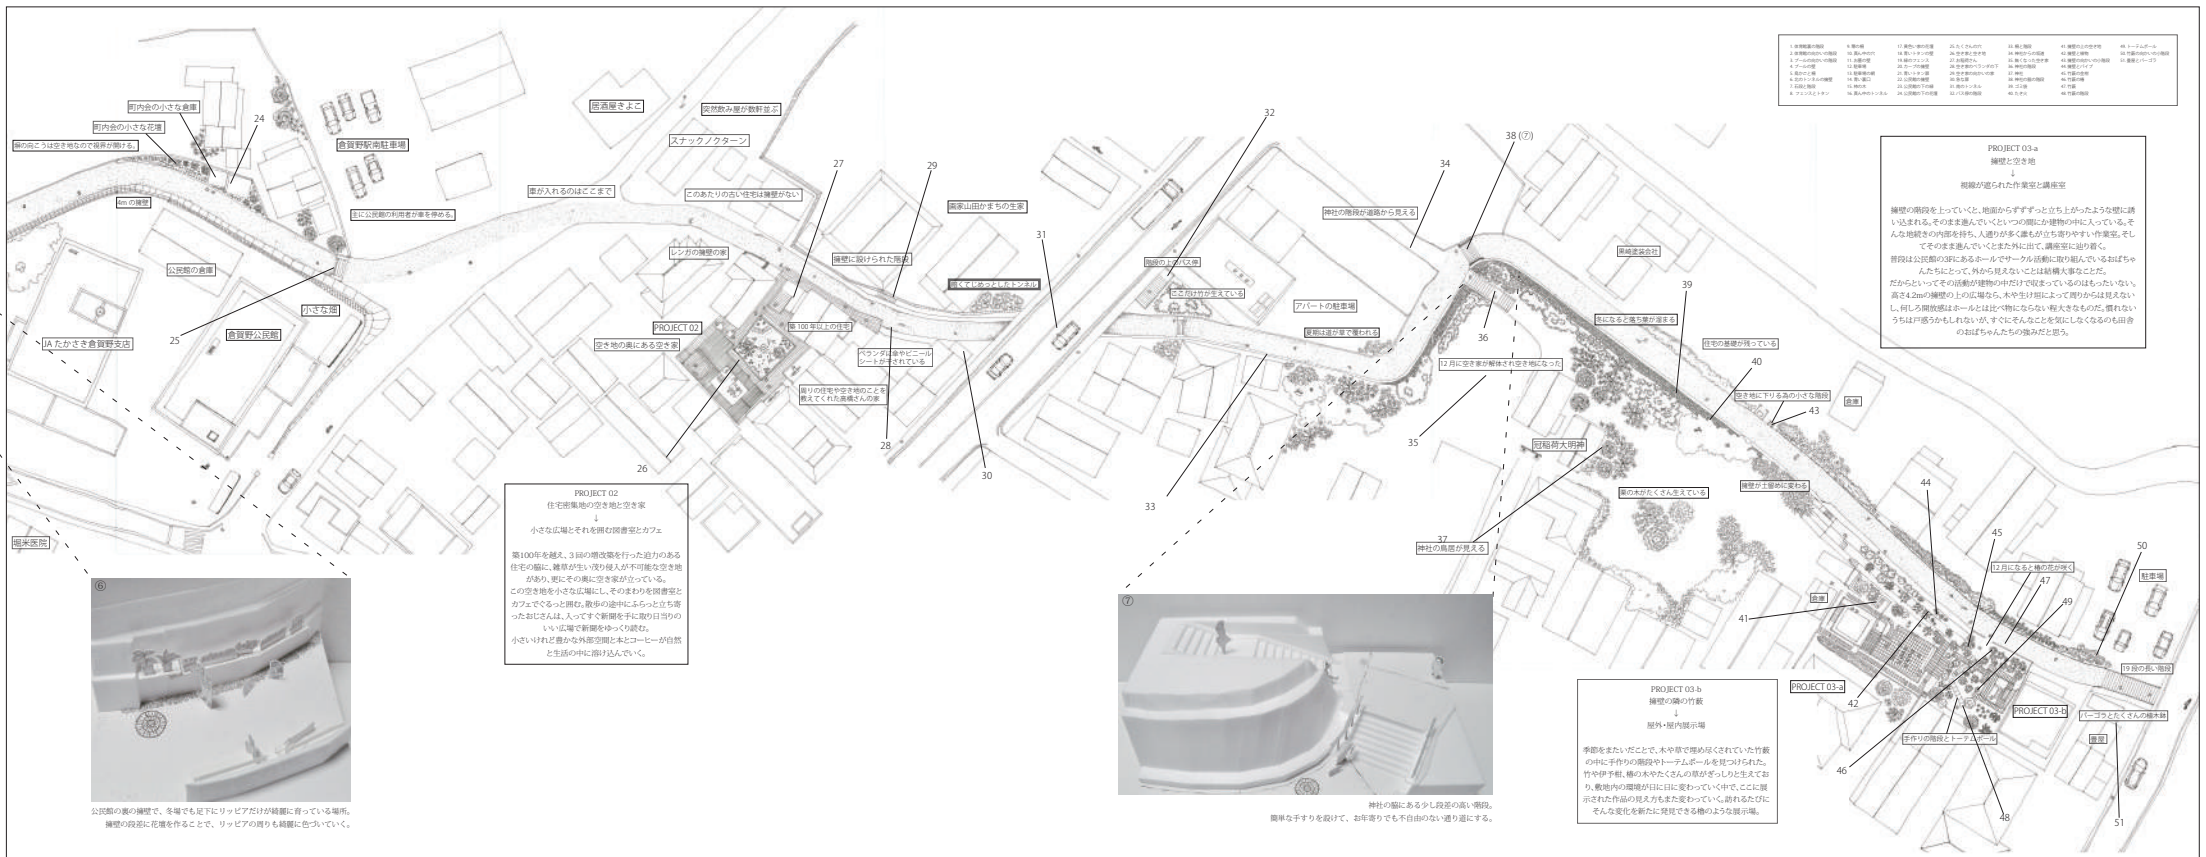 町内会の小さな倉庫
町内会の小さな花壇
24
塀の向こうは空き地なので視界が開ける。
倉賀野駅南駐車場
4mの擁壁
主に公民館の利用者が車を停める。
公民館の倉庫
小さな畑
倉賀野公民館
25
JAたかさき倉賀野支店
堀米医院
居酒屋きよこ
突然飲み屋が数軒並ぶ
スナックノクターン
車が入れるのはここまで
このあたりの古い住宅は擁壁がない
27
29
画家山田かまちの生家
レンガの擁壁の家
擁壁に設けられた階段
暗くてじめっとしたトンネル
31
PROJECT 02
築100年以上の住宅
空き地の奥にある空き家
ベランダに傘やビニール
シートが干されている
周りの住宅や空き地のことを
教えてくれた高橋さんの家
28
26
30
32
階段の上のバス停
ここだけ竹が生えている
神社の階段が道路から見える
34
38 (⑦)
アパートの駐車場
夏期は道が草で覆われる
33
36
黒崎塗装会社
39
冬になると落ち葉が溜まる
12月に空き家が解体され空き地になった
35
住宅の基礎が残っている
40
空き地に下りる為の小さな階段
43
倉庫
冠稲荷大明神
栗の木がたくさん生えている
擁壁が土留めに変わる
37
神社の鳥居が見える
44
45
12月になると椿の花が咲く
47
49
50
駐車場
倉庫
41
PROJECT 03-a
42
19段の長い階段
PROJECT 03-b
パーゴラとたくさんの植木鉢
手作りの階段とトーテムポール
畳屋
46
48
51
PROJECT 02
住宅密集地の空き地と空き家
↓
小さな広場とそれを囲む図書室とカフェ
築100年を越え、3回の増改築を行った迫力のある
住宅の脇に、雑草が生い茂り侵入が不可能な空き地
があり、更にその奥に空き家が立っている。
この空き地を小さな広場にし、そのまわりを図書室と
カフェでぐるっと囲む。散歩の途中にふらっと立ち寄
ったおじさんは、入ってすぐ新聞を手に取り日当りの
いい広場で新聞をゆっくり読む。
小さいけれど豊かな外部空間と本とコーヒーが自然
と生活の中に溶け込んでいく。
PROJECT 03-a
擁壁と空き地
↓
視線が遮られた作業室と講座室
擁壁の階段を上っていくと、地面からずずずっと立ち上がったような壁に誘
い込まれる。そのまま進んでいくといつの間にか建物の中に入っている。そ
んな地続きの内部を持ち、人通りが多く誰もが立ち寄りやすい作業室。そし
てそのまま進んでいくとまた外に出て、講座室に辿り着く。
普段は公民館の3Fにあるホールでサークル活動に取り組んでいるおばちゃ
んたちにとって、外から見えないことは結構大事なことだ。
だからといってその活動が建物の中だけで収まっているのはもったいない。
高さ4.2mの擁壁の上の広場なら、木や生け垣によって周りからは見えない
し、何しろ開放感はホールとは比べ物にならない程大きなものだ。慣れない
うちは戸惑うかもしれないが、すぐにそんなことを気にしなくなるのも田舎
のおばちゃんたちの強みだと思う。
PROJECT 03-b
擁壁の隣の竹藪
↓
屋外・屋内展示場
季節をまたいだことで、木や草で埋め尽くされていた竹藪
の中に手作りの階段やトーテムポールを見つけられた。
竹や伊予柑、椿の木やたくさんの草がぎっしりと生えてお
り、敷地内の環境が日に日に変わっていく中で、ここに展
示された作品の見え方もまた変わっていく。訪れるたびに
そんな変化を新たに発見できる櫓のような展示場。
⑥
公民館の裏の擁壁で、冬場でも足下にリッピアだけが綺麗に育っている場所。
擁壁の段差に花壇を作ることで、リッピアの周りも綺麗に色づいていく。
⑦
神社の脇にある少し段差の高い階段。
簡単な手すりを設けて、お年寄りでも不自由のない通り道にする。